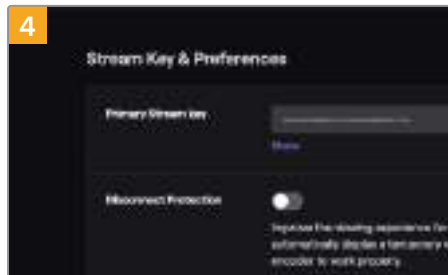 4
Stream Key & Preferences
Primary Stream key
Show
Disconnect Protection
Improve the viewing experience for
automatically display a temporary
encoder to work properly.